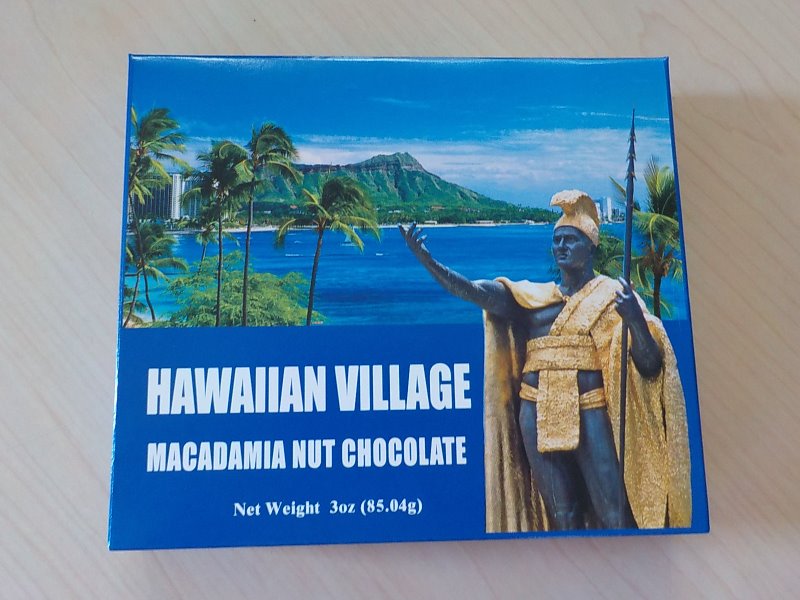 HAWAIIAN VILLAGE
MACADAMIA NUT CHOCOLATE
Net Weight 3oz (85.04g)